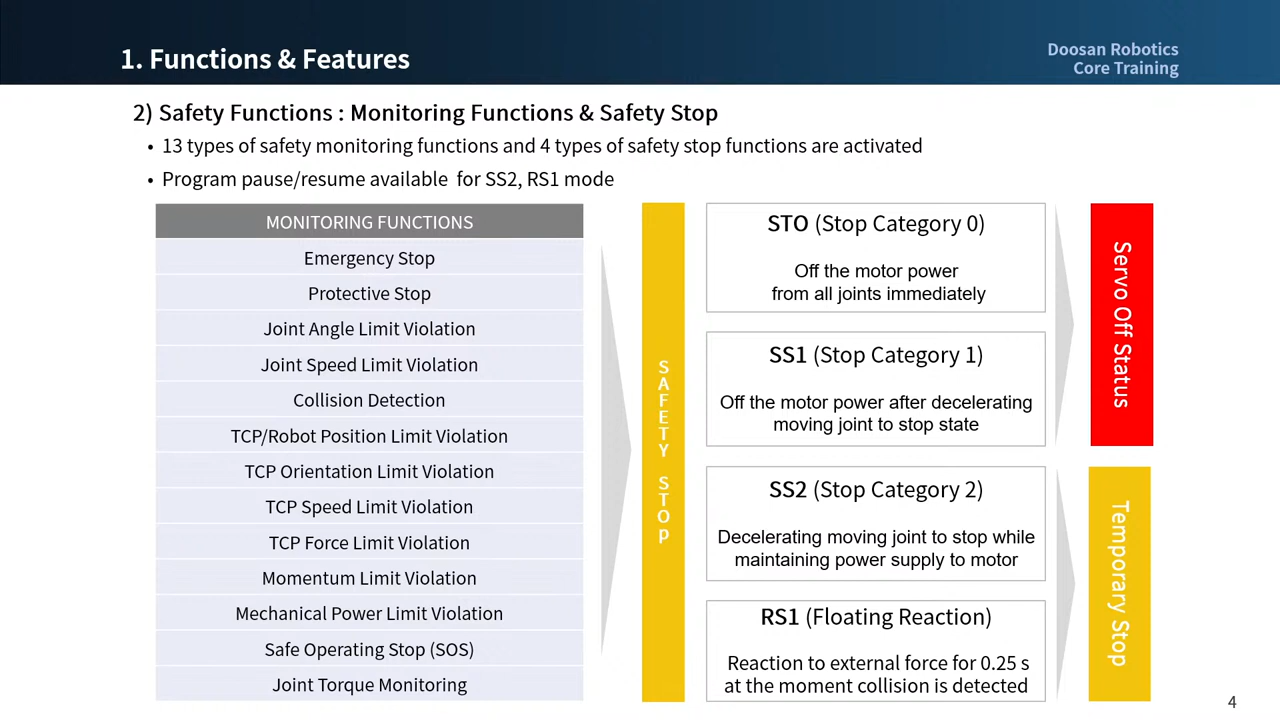 1. Functions & Features
Doosan Robotics
Core Training
2) Safety Functions : Monitoring Functions & Safety Stop
• 13 types of safety monitoring functions and 4 types of safety stop functions are activated
• Program pause/resume available for SS2, RS1 mode
MONITORING FUNCTIONS
Emergency Stop
Protective Stop
Joint Angle Limit Violation
Joint Speed Limit Violation
Collision Detection
TCP/Robot Position Limit Violation
TCP Orientation Limit Violation
TCP Speed Limit Violation
TCP Force Limit Violation
Momentum Limit Violation
Mechanical Power Limit Violation
Safe Operating Stop (SOS)
Joint Torque Monitoring
SAFETY STOp
STO (Stop Category 0)
Off the motor power
from all joints immediately
SS1 (Stop Category 1)
Off the motor power after decelerating
moving joint to stop state
SS2 (Stop Category 2)
Decelerating moving joint to stop while
maintaining power supply to motor
RS1 (Floating Reaction)
Reaction to external force for 0.25 s
at the moment collision is detected
Servo Off Status
Temporary Stop
4